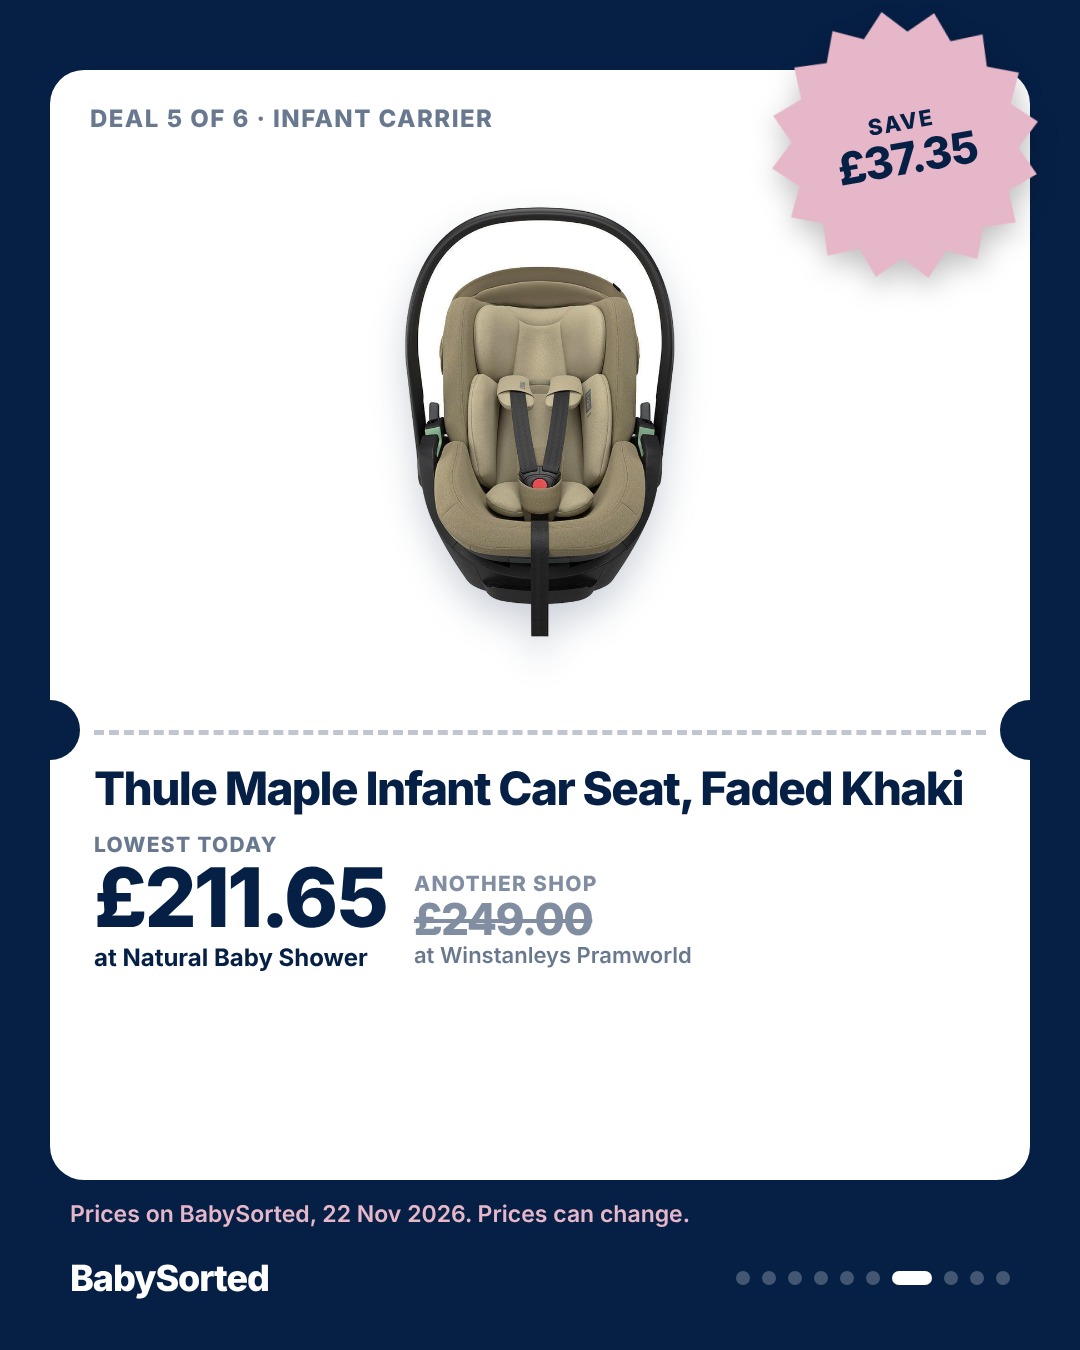 DEAL 5 OF 6 · INFANT CARRIER
SAVE
£37.35
Thule Maple Infant Car Seat, Faded Khaki
LOWEST TODAY
£211.65
at Natural Baby Shower
ANOTHER SHOP
£249.00
at Winstanleys Pramworld
Prices on BabySorted, 22 Nov 2026. Prices can change.
BabySorted